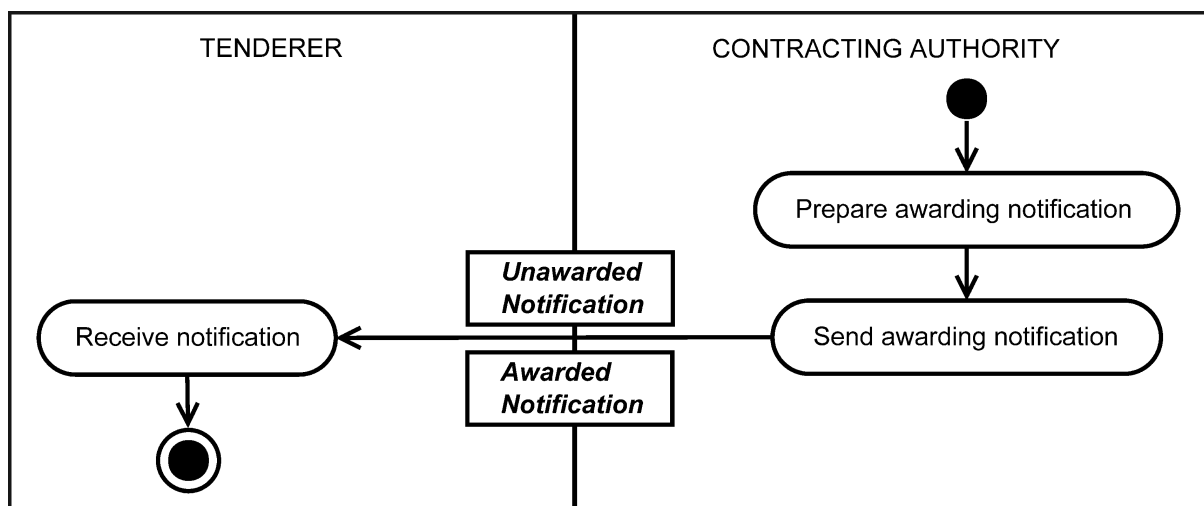 TENDERER
CONTRACTING AUTHORITY
Prepare awarding notification
Unawarded
Notification
Receive notification
Send awarding notification
Awarded
Notification